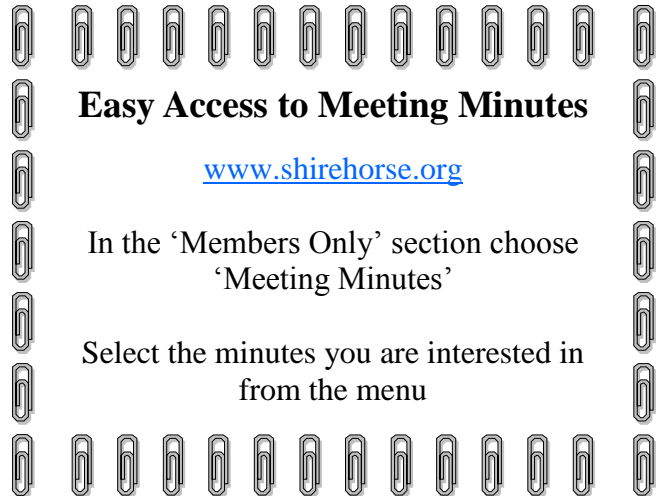 Easy Access to Meeting Minutes
www.shirehorse.org
In the ‘Members Only’ section choose
‘Meeting Minutes’
Select the minutes you are interested in
from the menu